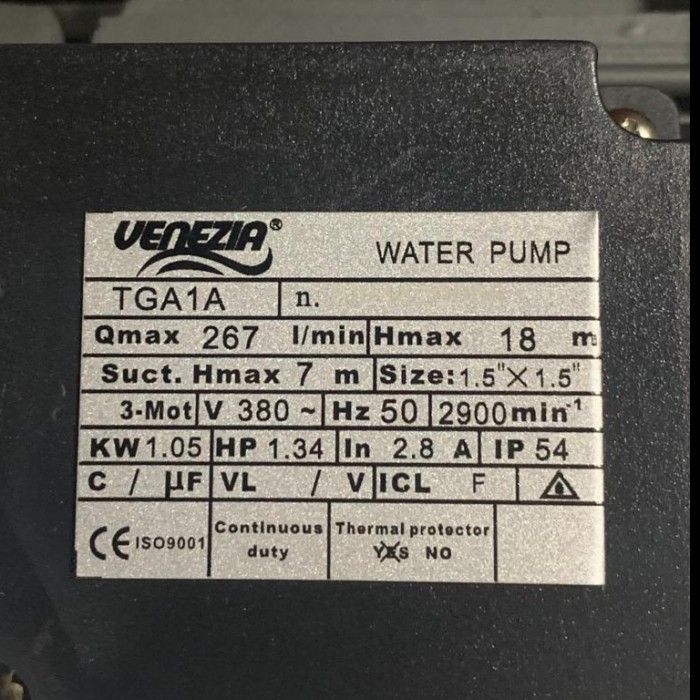 VENEZIA®
WATER PUMP
TGA1A n.
Qmax 267 l/min Hmax 18 m
Suct. Hmax 7 m Size: 1.5"X1.5"
3-Mot V 380 ~ Hz 50 2900min⁻¹
KW 1.05 HP 1.34 In 2.8 A IP 54
C / µF VL / V ICL F
CE ISO9001 Continuous duty Thermal protector YES NO